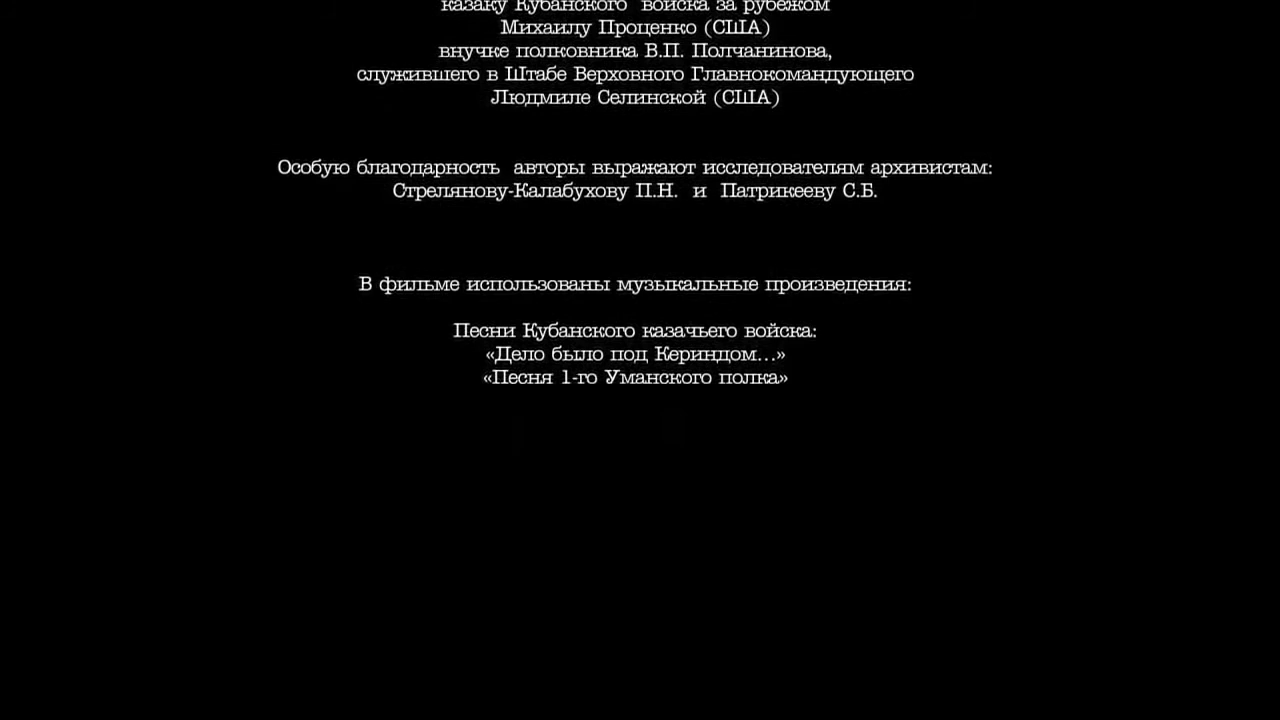 казаку Кубанского войска за рубежом
Михаилу Проценко (США)
внучке полковника В.П. Полчанинова,
служившего в Штабе Верховного Главнокомандующего
Людмиле Селинской (США)
Особую благодарность авторы выражают исследователям архивистам:
Стрелянову-Калабухову П.Н. и Патрикееву С.Б.
В фильме использованы музыкальные произведения:
Песни Кубанского казачьего войска:
«Дело было под Кериндом...»
«Песня 1-го Уманского полка»